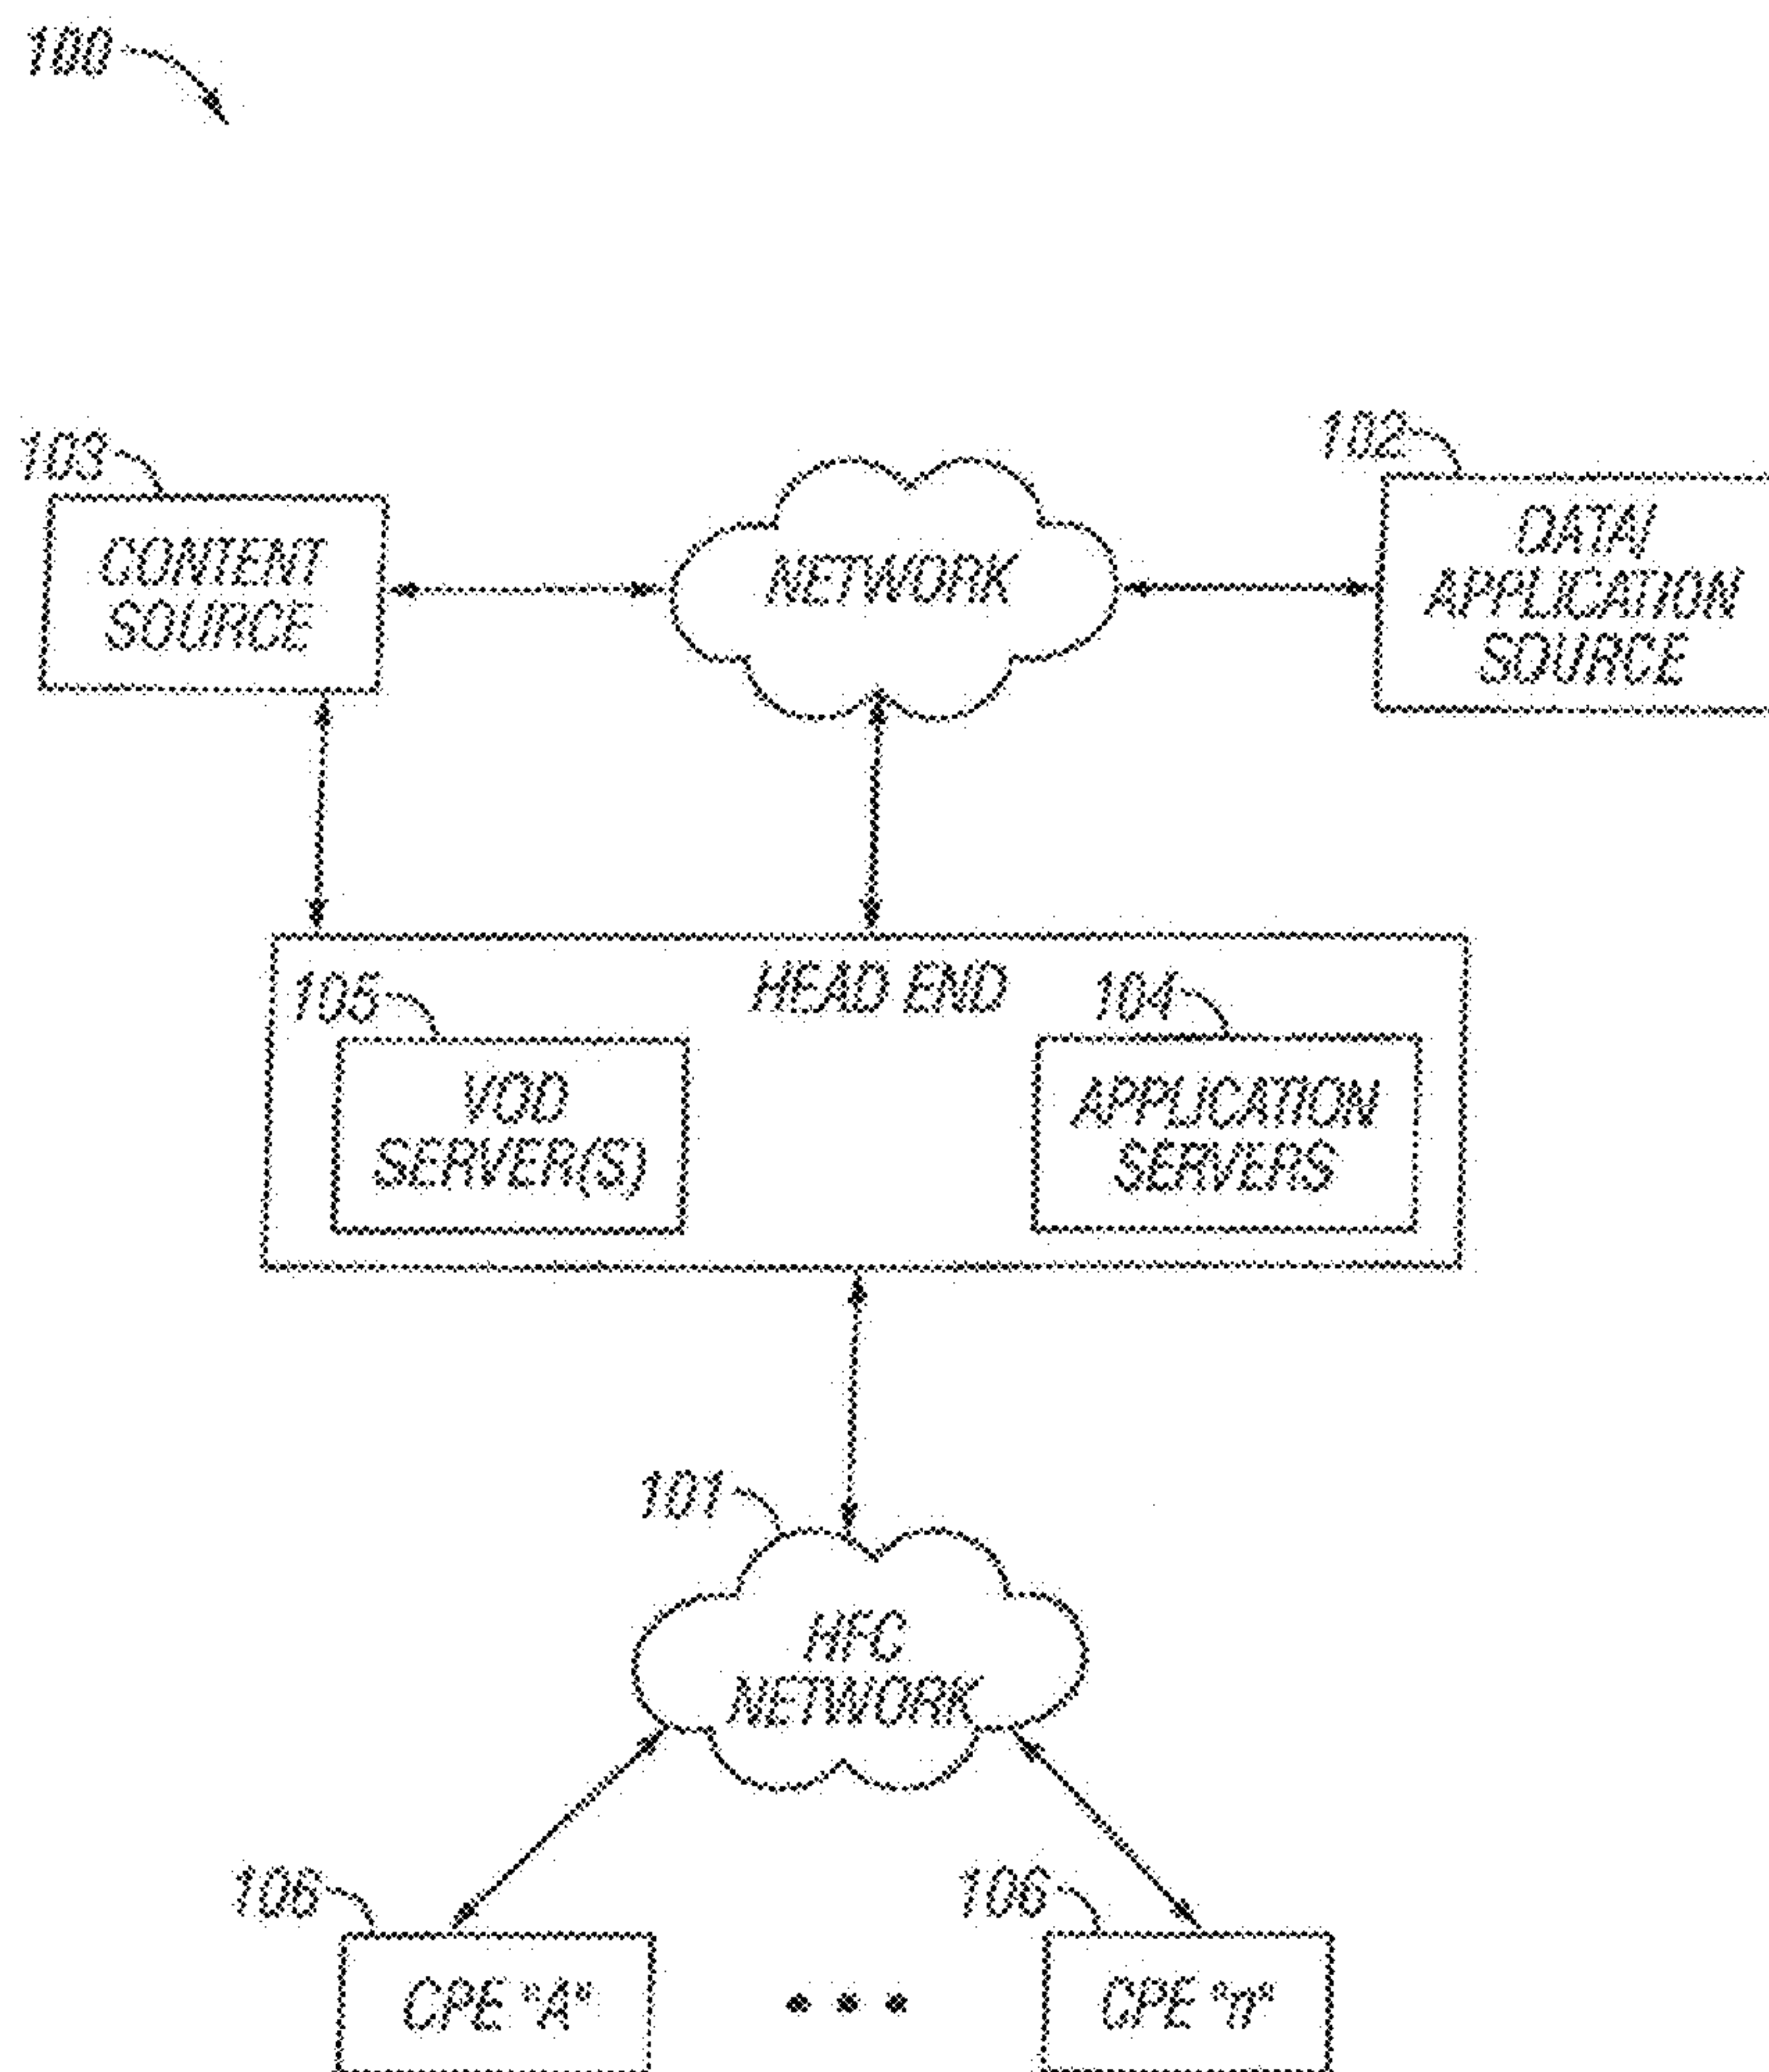 100
103
102
CONTENT
SOURCE
NETWORK
DATA/
APPLICATION
SOURCE
HEAD END
105
104
VOD
SERVER(S)
APPLICATION
SERVERS
101
HFC
NETWORK
106
106
CPE "A"
CPE "n"